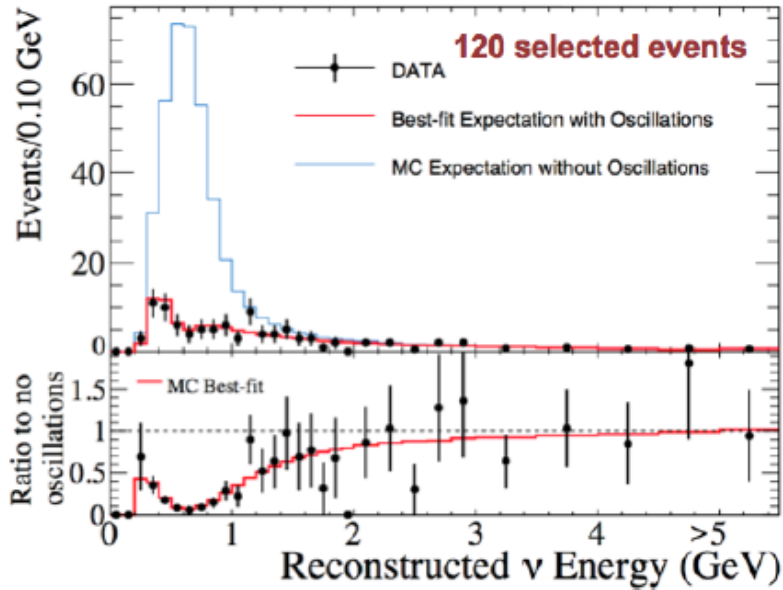 120 selected events
DATA
Best-fit Expectation with Oscillations
MC Expectation without Oscillations
Events/0.10 GeV
60
40
20
0
MC Best-fit
Ratio to no
oscillations
1.5
1
0.5
0
0 1 2 3 4 >5
Reconstructed ν Energy (GeV)